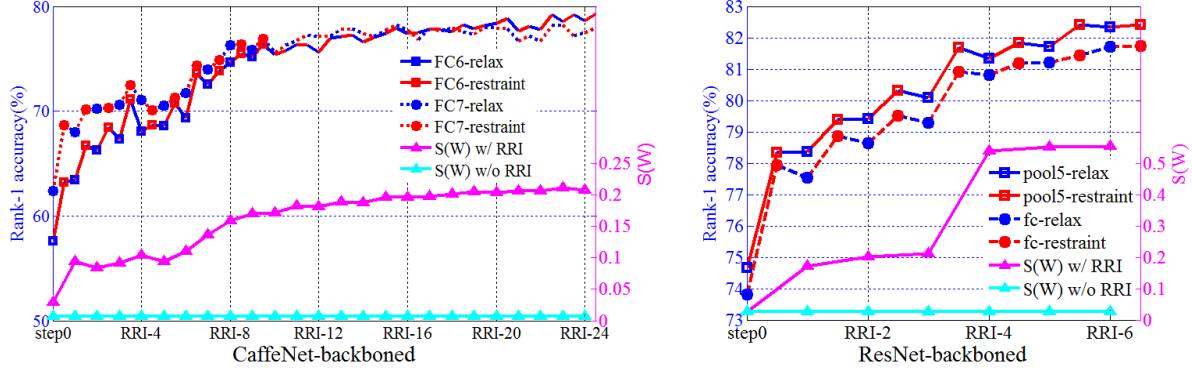 Rank-1 accuracy(%)
80
70
60
50
FC6-relax
FC6-restraint
FC7-relax
FC7-restraint
S(W) w/ RRI
S(W) w/o RRI
0.25
0.2
0.15
0.1
0.05
0
S(W)
step0 RRI-4 RRI-8 RRI-12 RRI-16 RRI-20 RRI-24
CaffeNet-backboned
Rank-1 accuracy(%)
83
82
81
80
79
78
77
76
75
74
73
pool5-relax
pool5-restraint
fc-relax
fc-restraint
S(W) w/ RRI
S(W) w/o RRI
0.5
0.4
0.3
0.2
0.1
0
S(W)
step0 RRI-2 RRI-4 RRI-6
ResNet-backboned